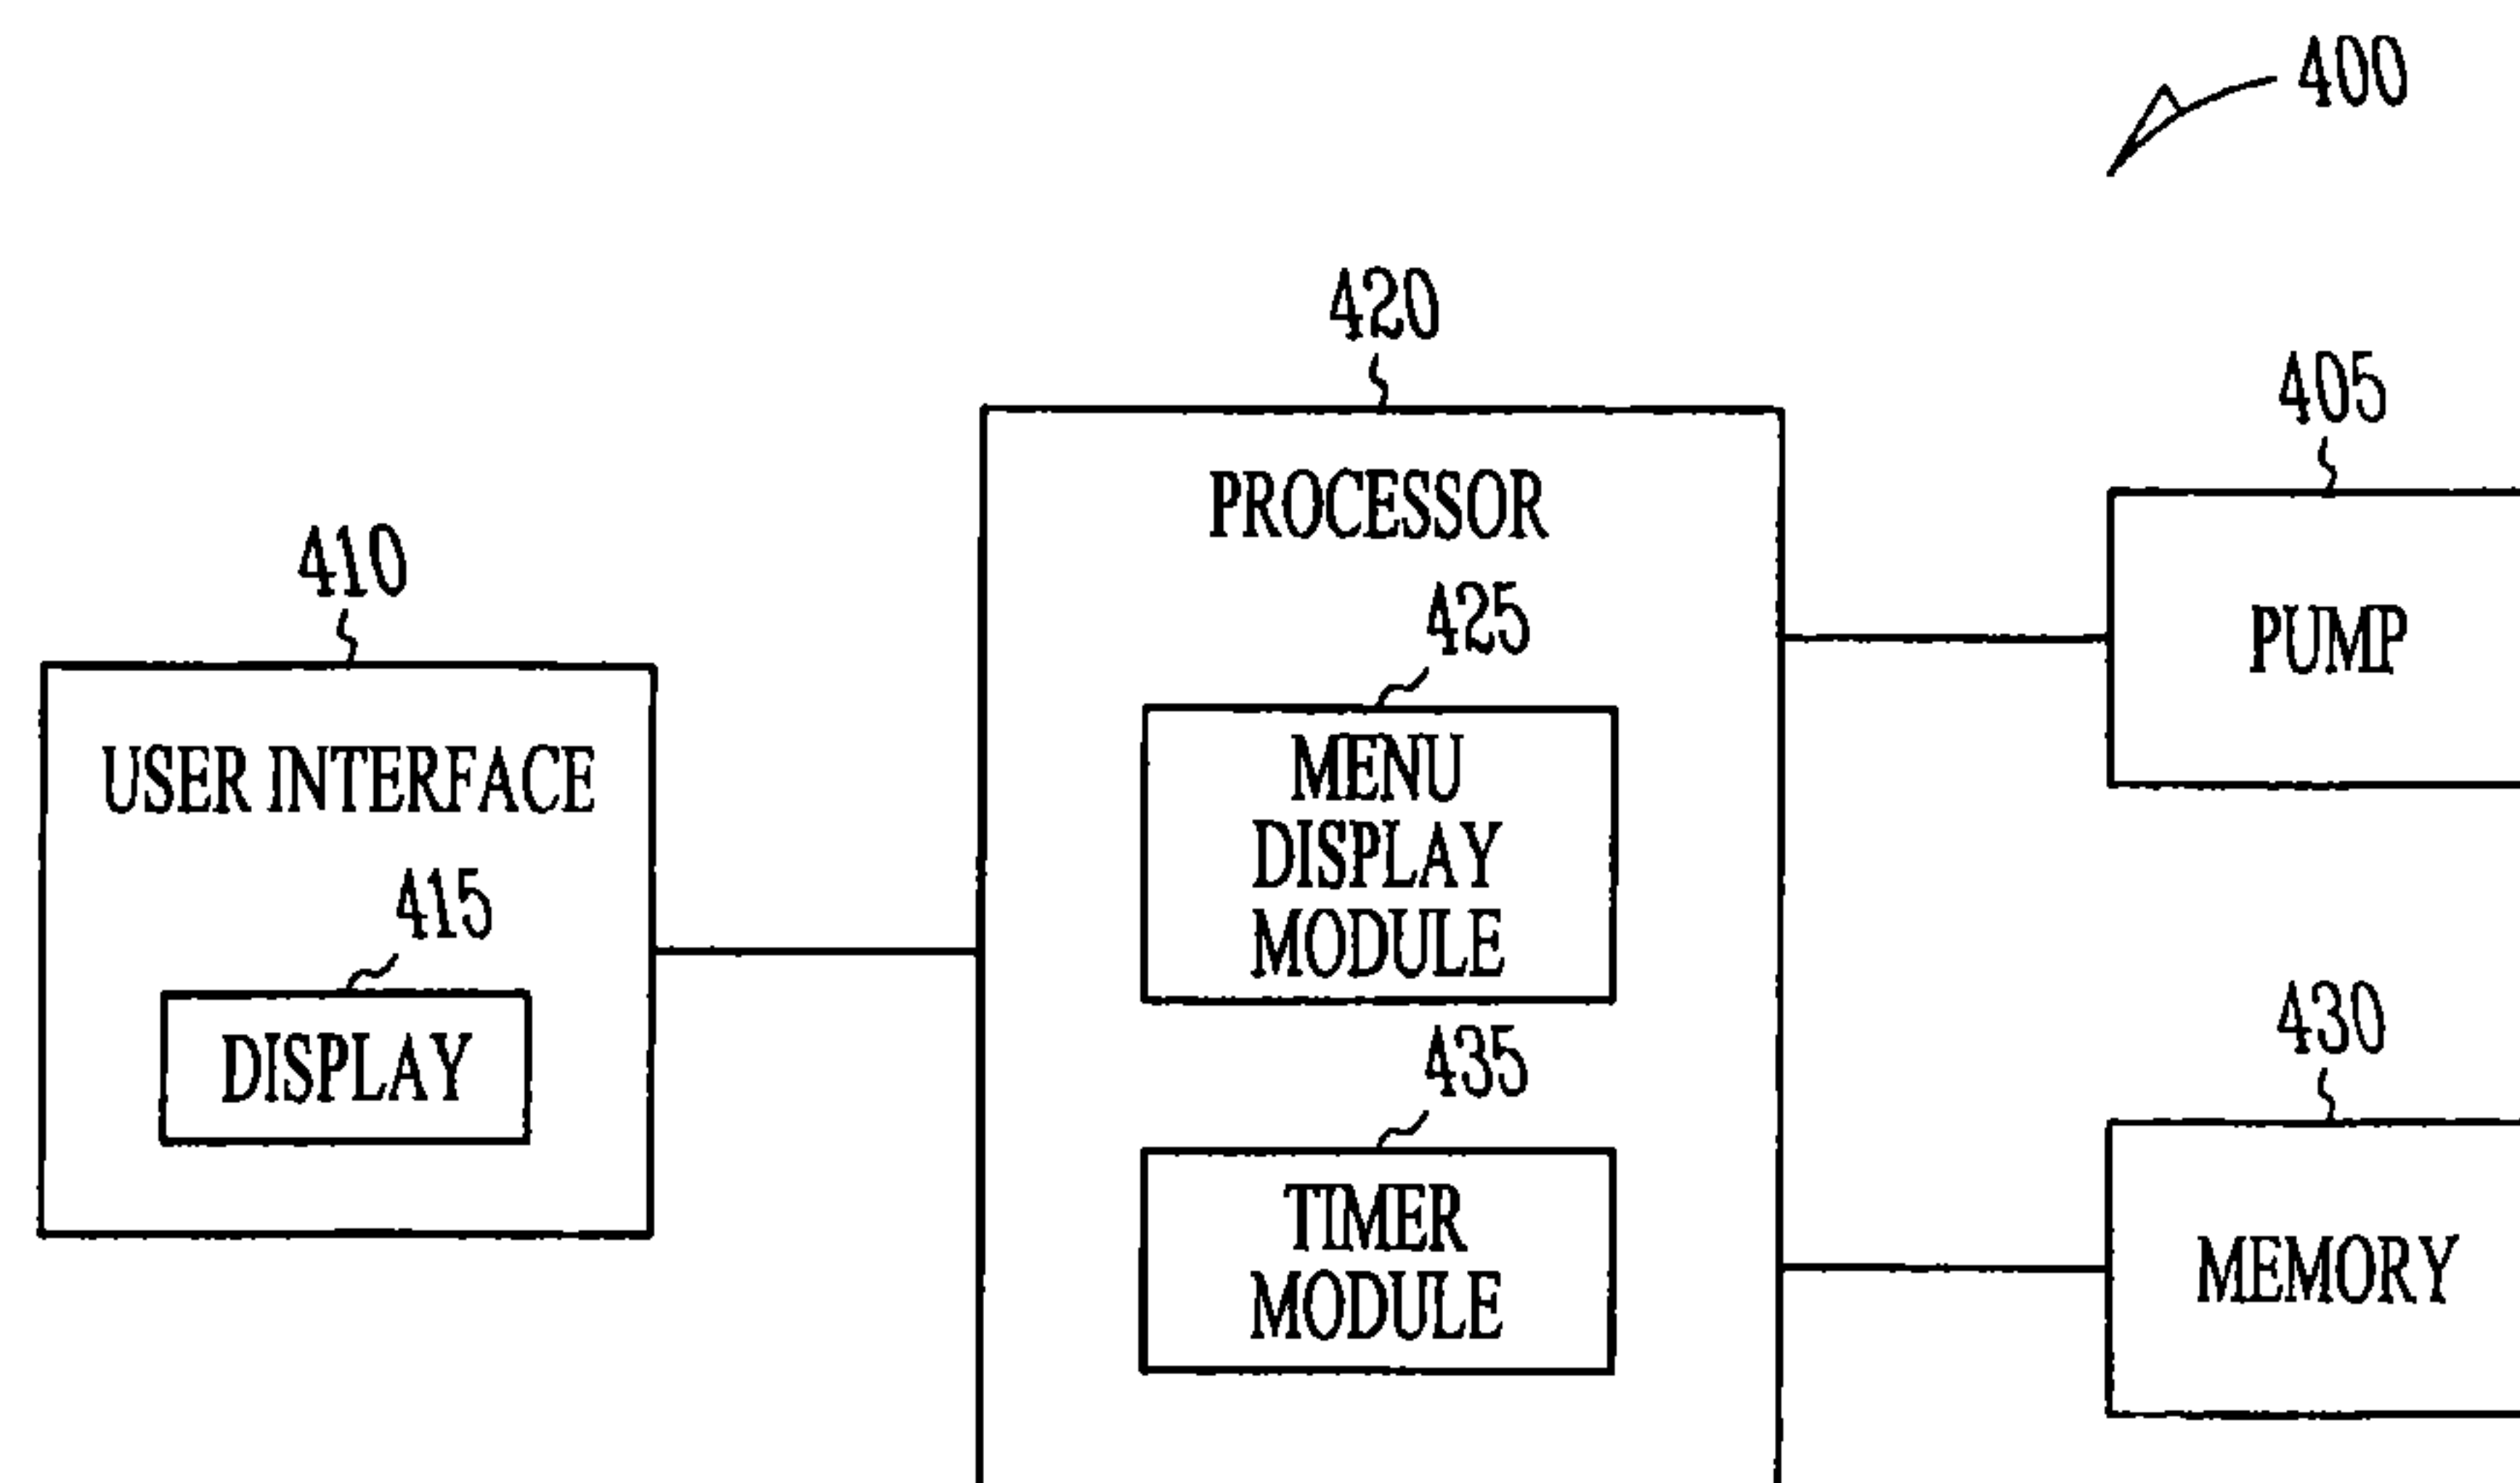 400
420
405
PROCESSOR
410
425
PUMP
USER INTERFACE
MENU
DISPLAY
MODULE
415
DISPLAY
435
430
TIMER
MODULE
MEMORY